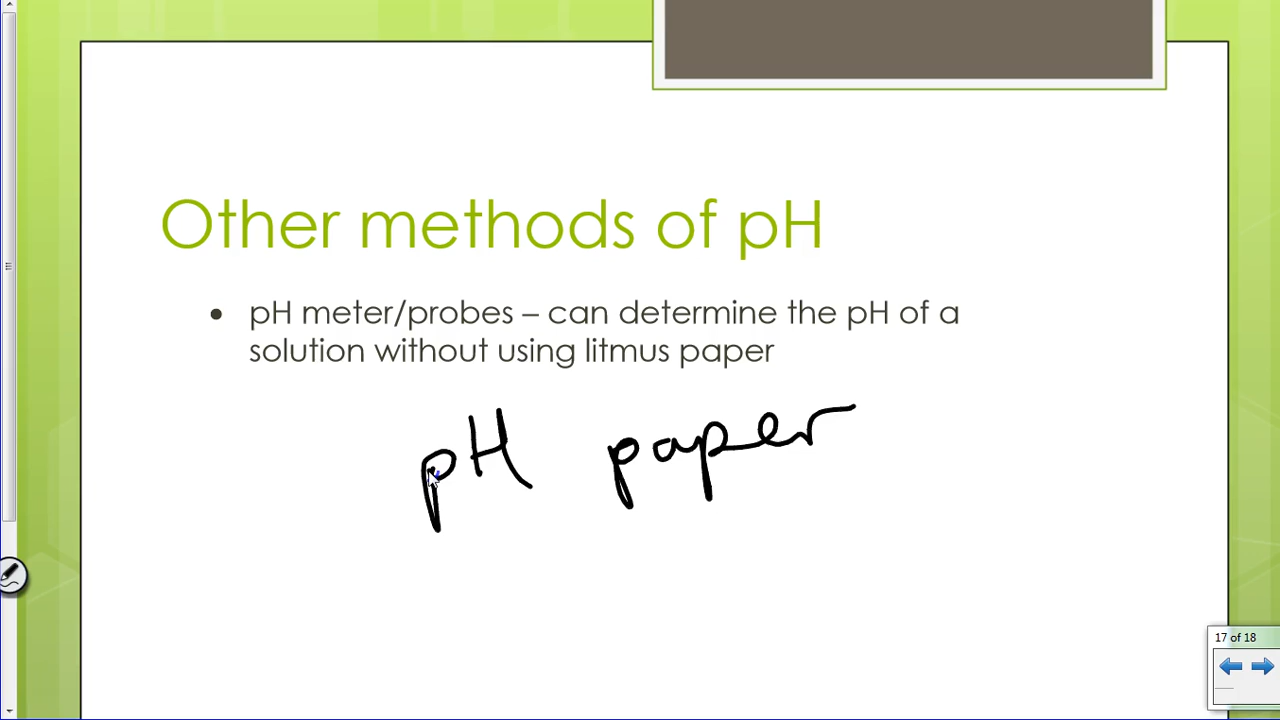 Other methods of pH
• pH meter/probes – can determine the pH of a
solution without using litmus paper
pH paper
17 of 18